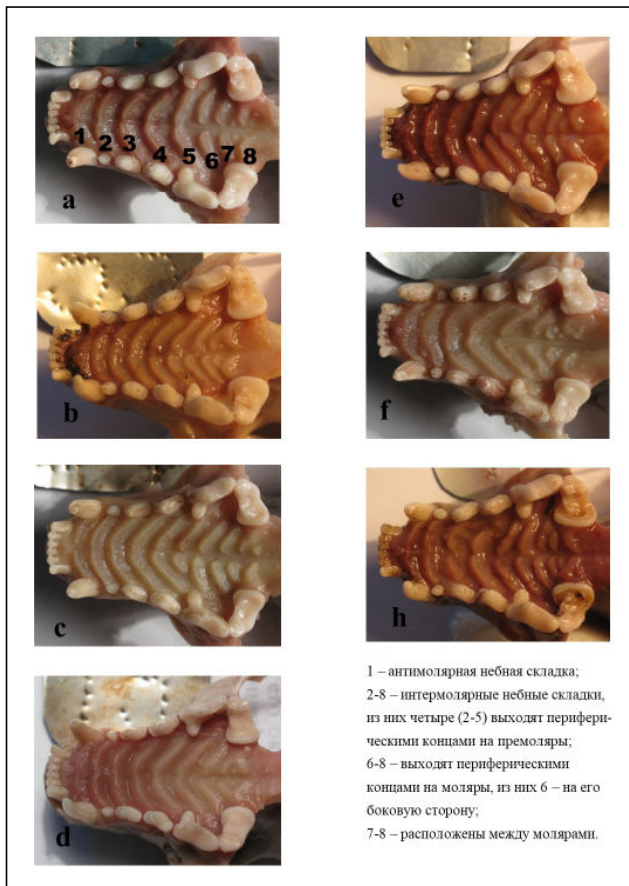 1 2 3 4 5 6 7 8
a
e
b
f
c
h
1 – антимолярная небная складка;
2-8 – интермолярные небные складки,
из них четыре (2-5) выходят перифери-
ческими концами на премоляры;
6-8 – выходят периферическими
концами на моляры, из них 6 – на его
боковую сторону;
7-8 – расположены между молярами.
d